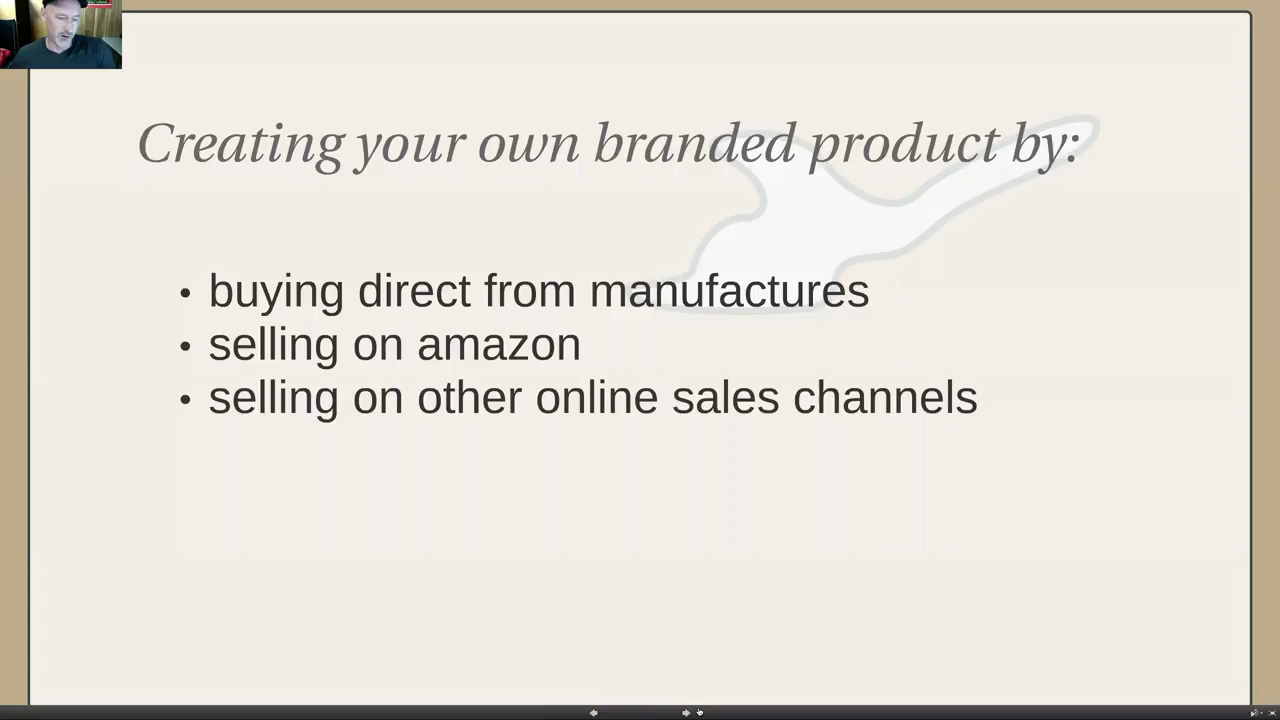 Creating your own branded product by:
• buying direct from manufactures
• selling on amazon
• selling on other online sales channels